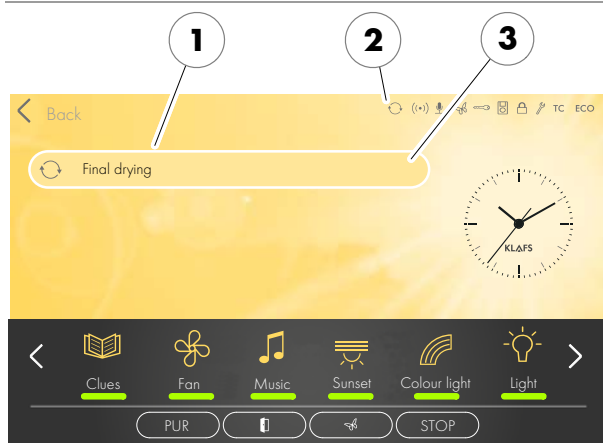 1 2 3
Back TC ECO
Final drying
KLAFS
Clues Fan Music Sunset Colour light Light
PUR STOP